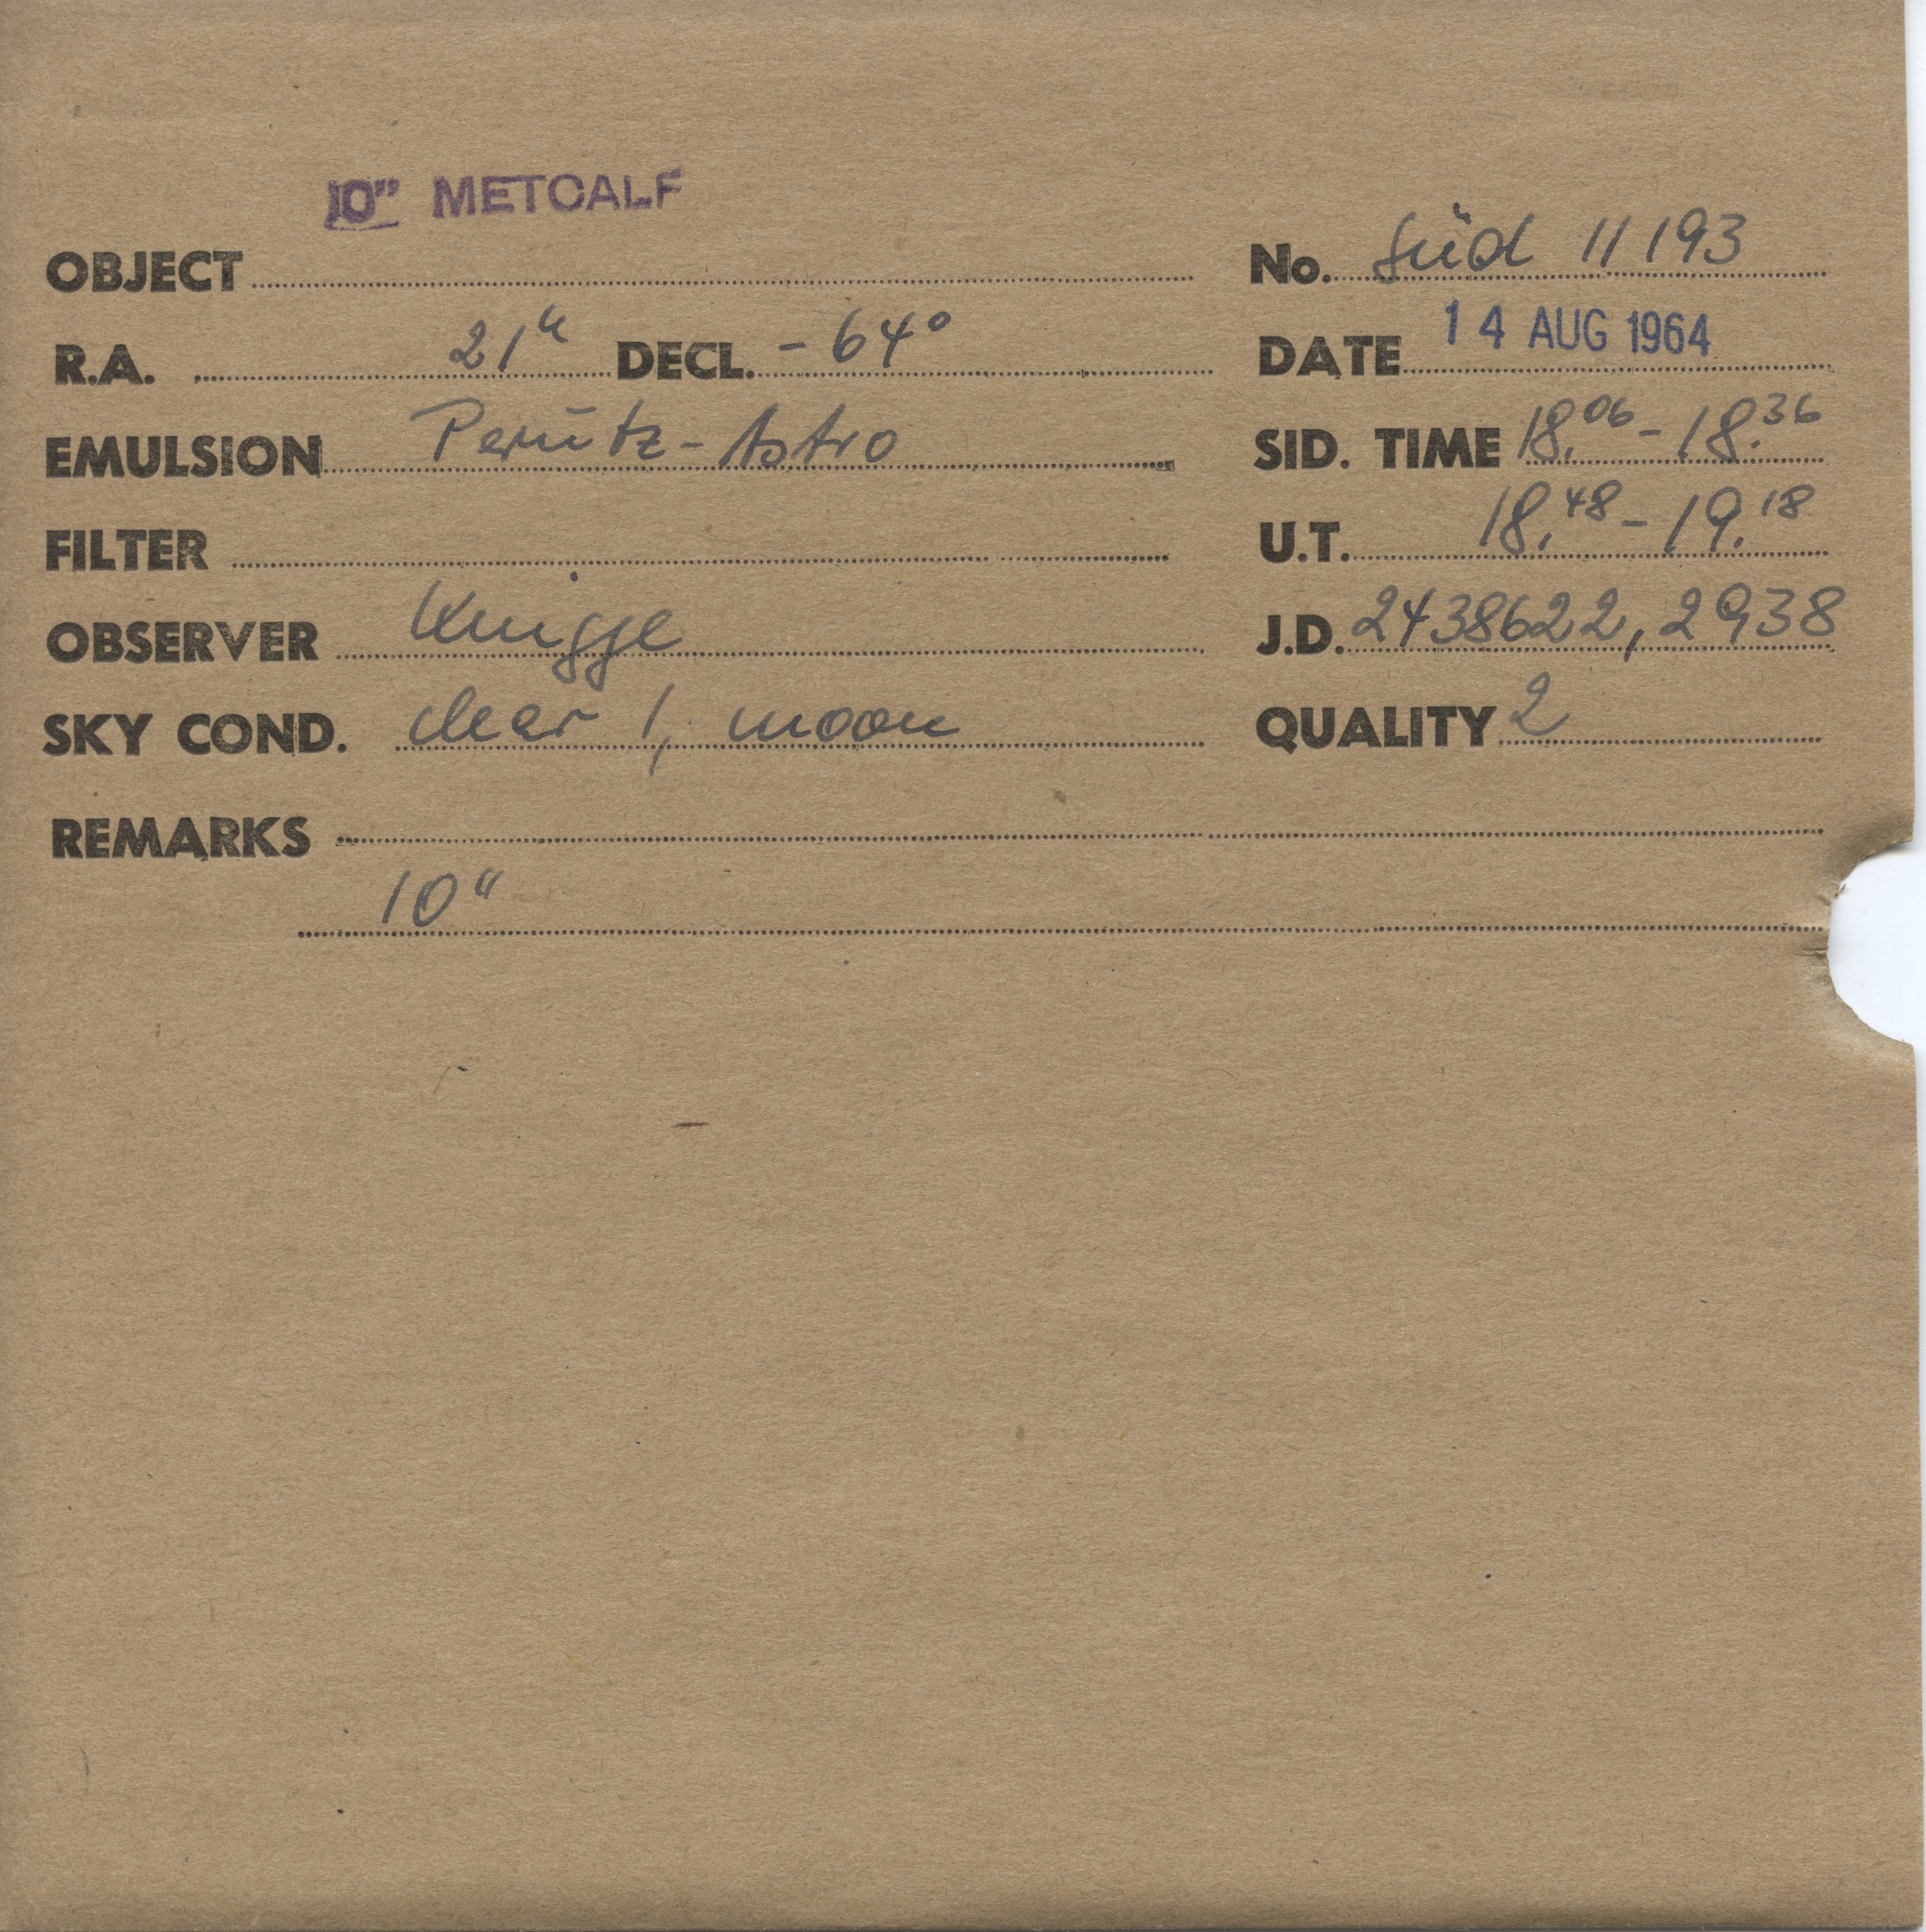 10" METCALF
OBJECT No. Süd 11193
R.A. 21h DECL. -64° DATE 14 AUG 1964
EMULSION Perutz-Astro SID. TIME 18.06 - 18.36
FILTER U.T. 18.48 - 19.18
OBSERVER Knigge J.D. 2438622,2938
SKY COND. clear 1, moon QUALITY 2
REMARKS
10"